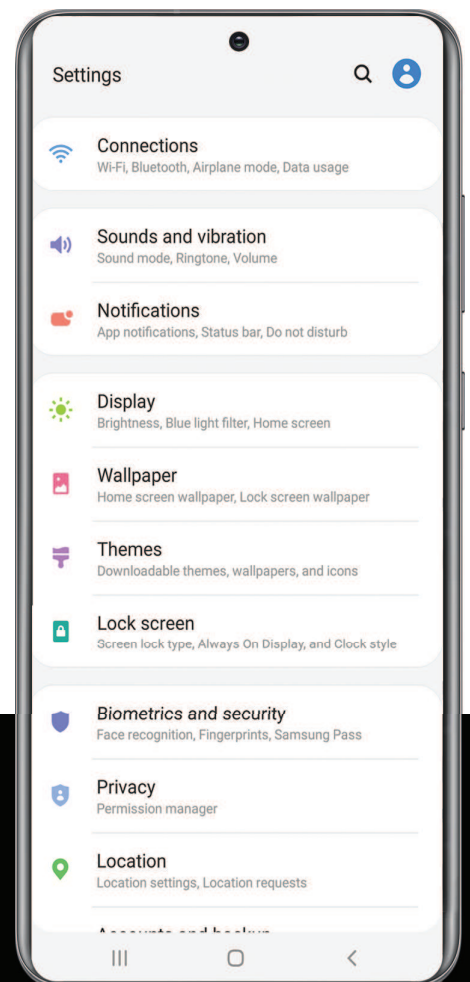 Settings
Connections
Wi-Fi, Bluetooth, Airplane mode, Data usage
Sounds and vibration
Sound mode, Ringtone, Volume
Notifications
App notifications, Status bar, Do not disturb
Display
Brightness, Blue light filter, Home screen
Wallpaper
Home screen wallpaper, Lock screen wallpaper
Themes
Downloadable themes, wallpapers, and icons
Lock screen
Screen lock type, Always On Display, and Clock style
Biometrics and security
Face recognition, Fingerprints, Samsung Pass
Privacy
Permission manager
Location
Location settings, Location requests
Accounts and backup